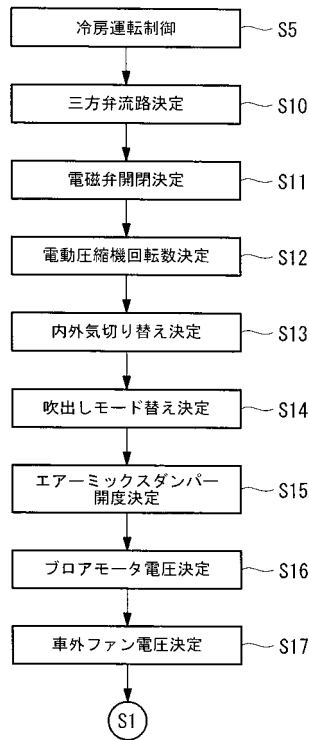 冷房運転制御
S5
三方弁流路決定
S10
電磁弁開閉決定
S11
電動圧縮機回転数決定
S12
内外気切り替え決定
S13
吹出しモード替え決定
S14
エアーミックスダンパー
開度決定
S15
ブロアモータ電圧決定
S16
車外ファン電圧決定
S17
S1